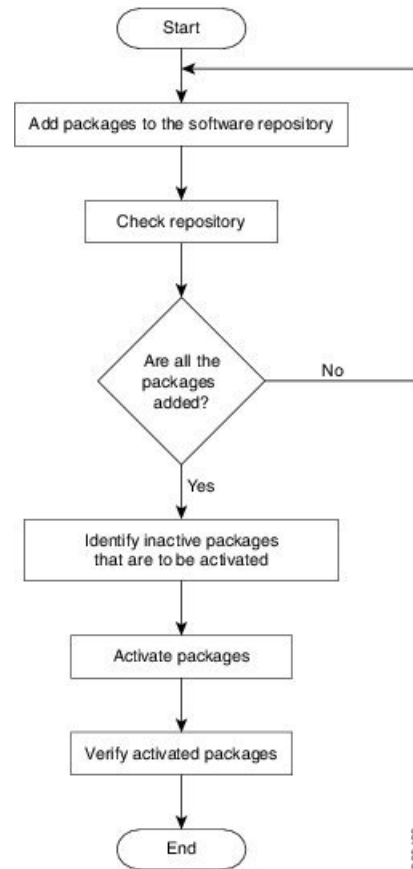 Start
Add packages to the software repository
Check repository
Are all the
packages
added?
No
Yes
Identify inactive packages
that are to be activated
Activate packages
Verify activated packages
End